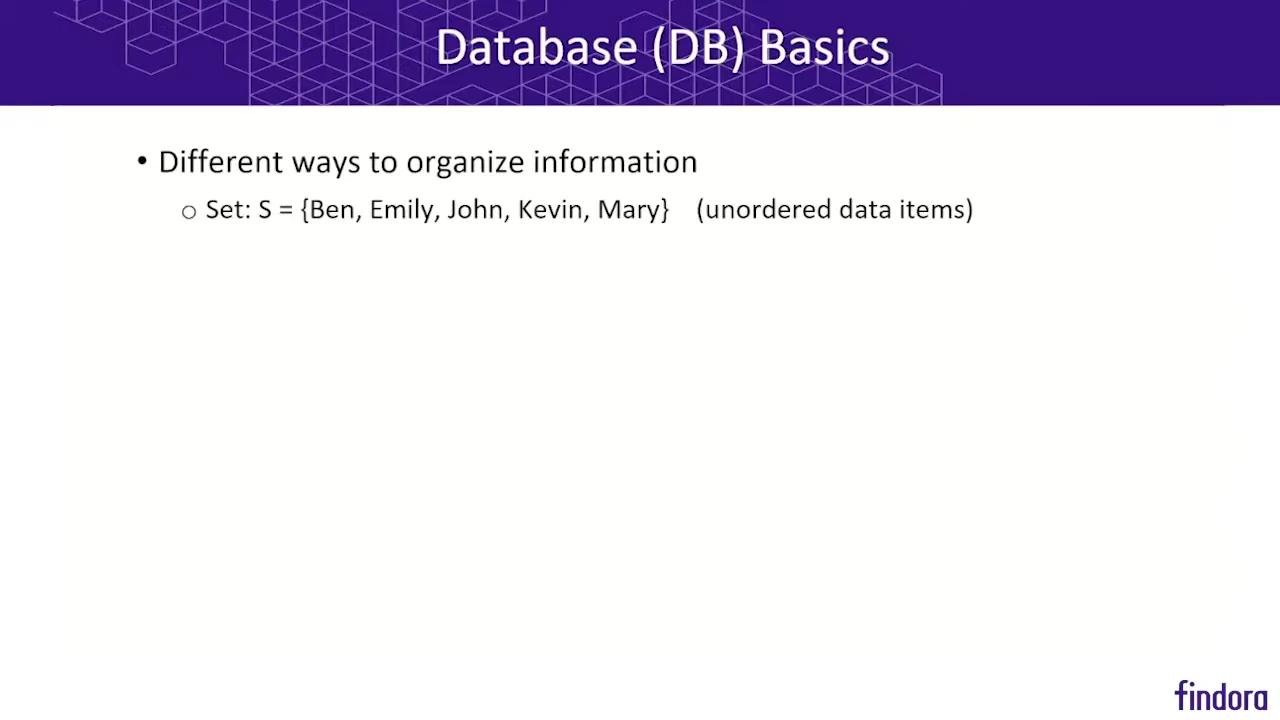 Database (DB) Basics
• Different ways to organize information
o Set: S = {Ben, Emily, John, Kevin, Mary} (unordered data items)
findora